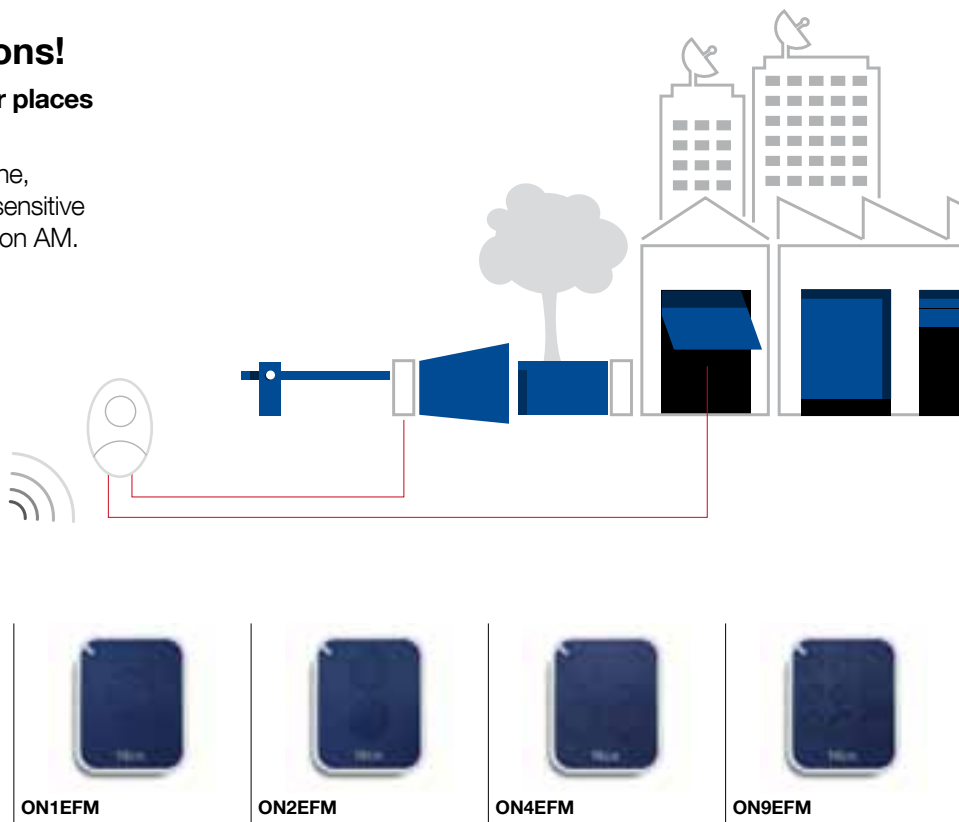 ons!
r places
ne,
sensitive
on AM.
ON1EFM
ON2EFM
ON4EFM
ON9EFM